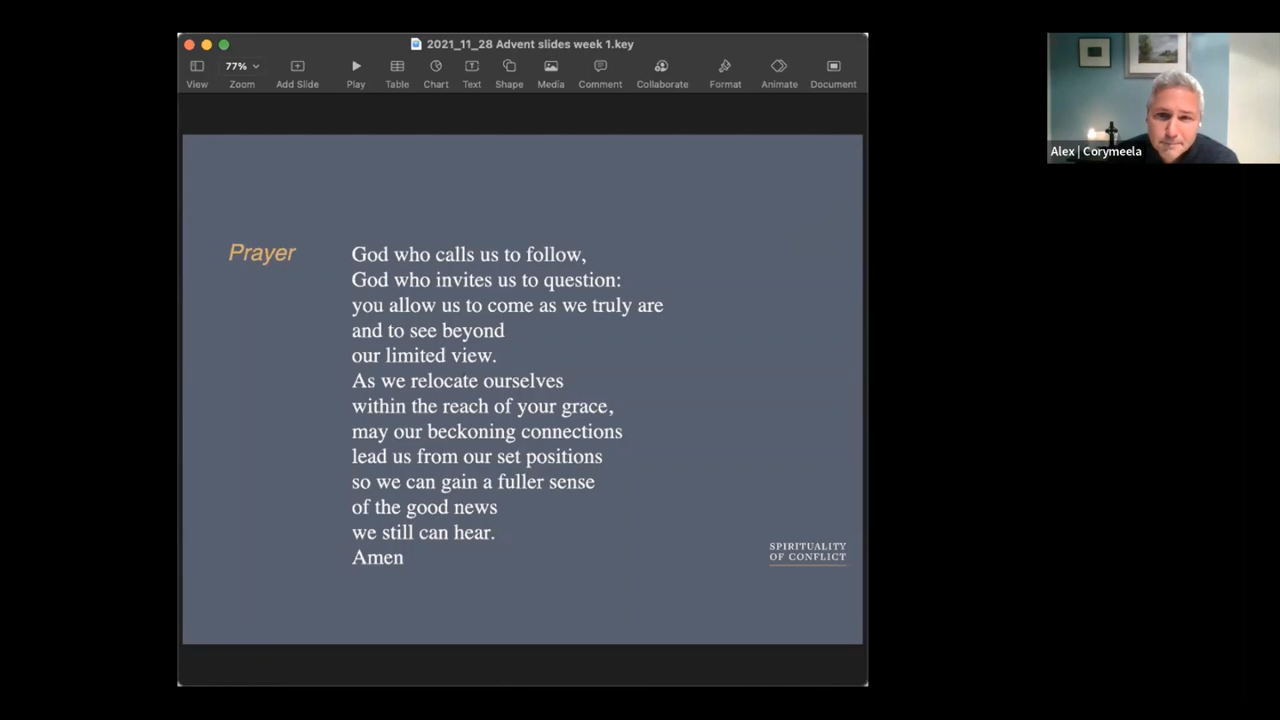 2021_11_28 Advent slides week 1.key
77%
View
Zoom
Add Slide
Play
Table
Chart
Text
Shape
Media
Comment
Collaborate
Format
Animate
Document
Alex | Corymeela
Prayer
God who calls us to follow,
God who invites us to question:
you allow us to come as we truly are
and to see beyond
our limited view.
As we relocate ourselves
within the reach of your grace,
may our beckoning connections
lead us from our set positions
so we can gain a fuller sense
of the good news
we still can hear.
Amen
SPIRITUALITY
OF CONFLICT